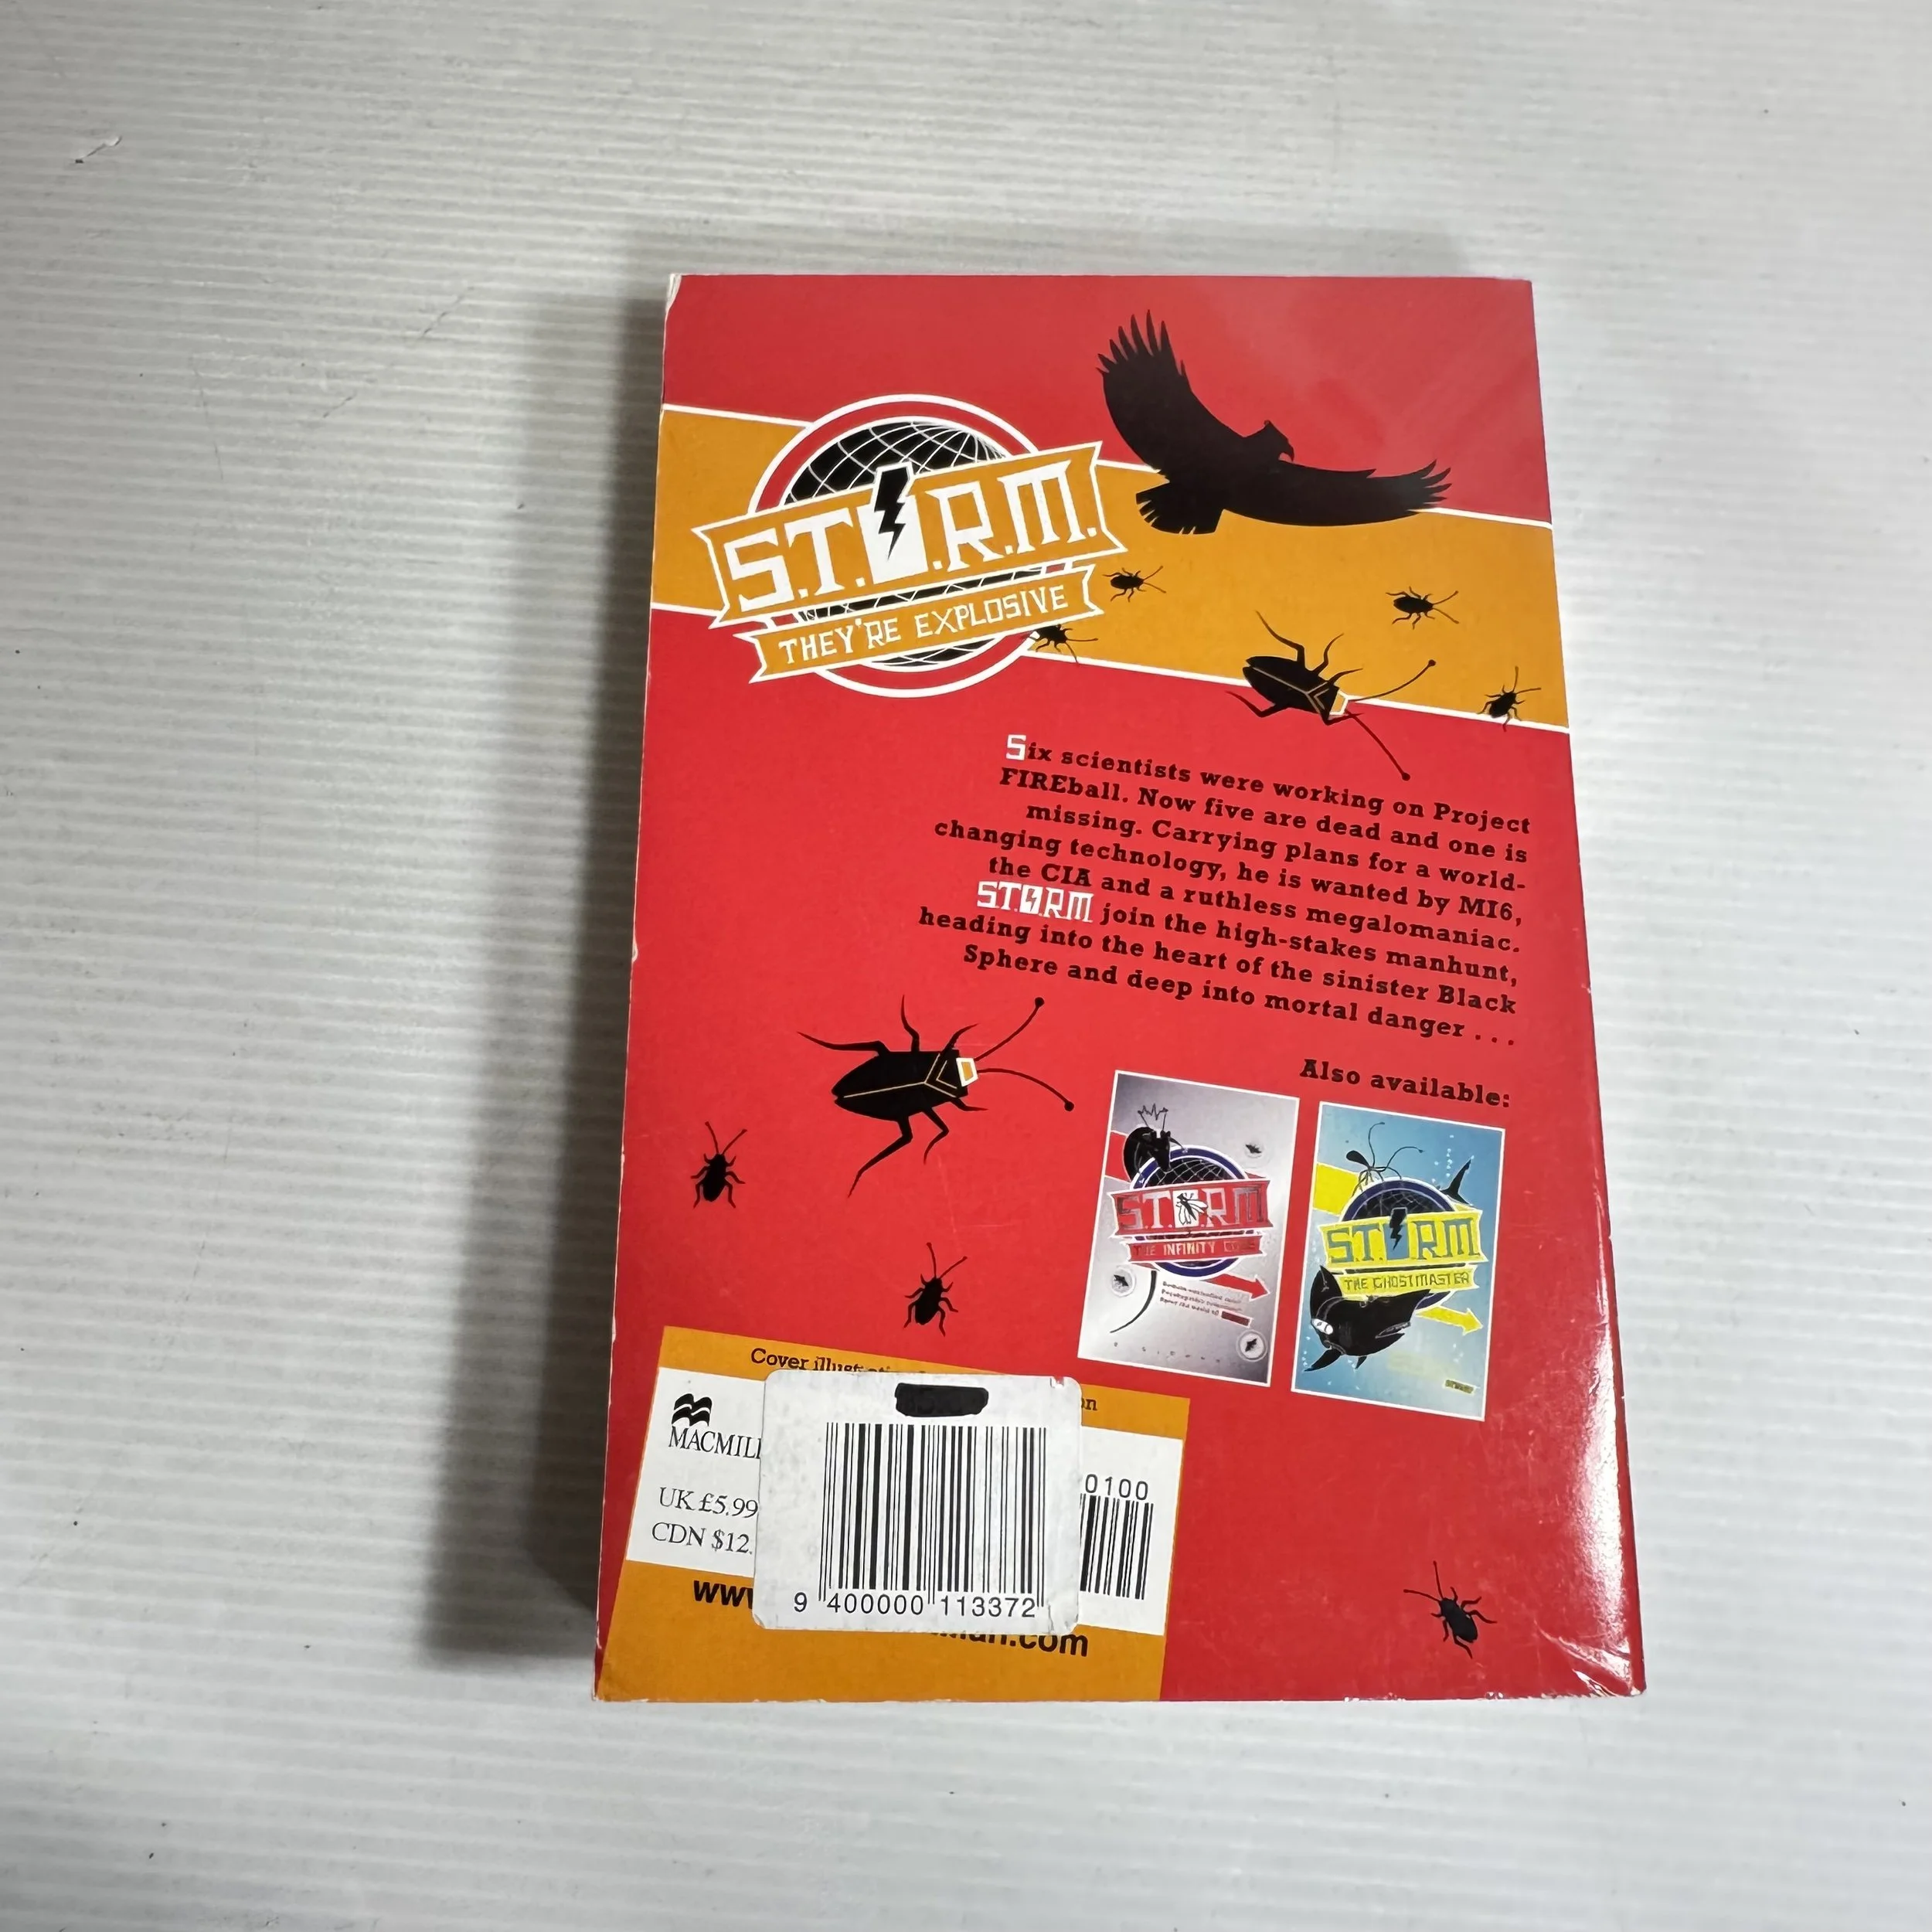 S.T.O.R.M.
THEY'RE EXPLOSIVE
Six scientists were working on Project
FIREball. Now five are dead and one is
missing. Carrying plans for a world-
changing technology, he is wanted by MI6,
the CIA and a ruthless megalomaniac.
STORM join the high-stakes manhunt,
heading into the heart of the sinister Black
Sphere and deep into mortal danger . . .
Also available:
S.T.O.R.M.
THE INFINITY CODE
S.T.O.R.M.
THE GHOSTMASTER
Cover
MACMILL
UK £5.99
CDN $12.
0100
9 400000 113372
www
.com